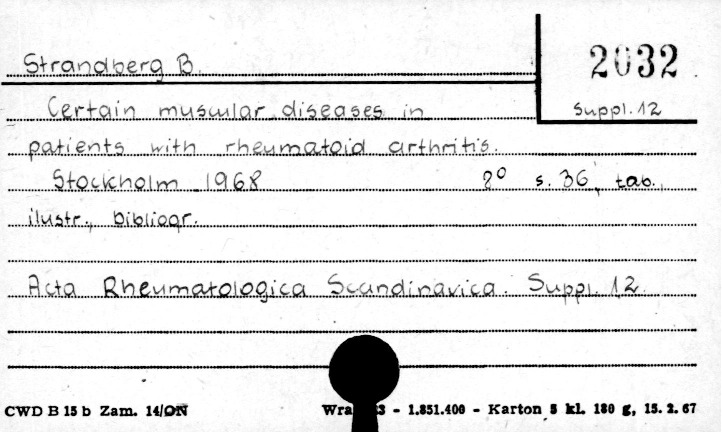 2032
Strandberg B.
Suppl. 12
Certain muscular diseases in
patients with rheumatoid arthritis.
Stockholm 1968 8° s. 36, tab.,
ilustr., bibliogr.
Acta Rheumatologica Scandinavica. Suppl. 12.
CWD B 15 b Zam. 14/ON 3 - 1.851.400 - Karton 5 kl. 180 g, 15. 2. 67